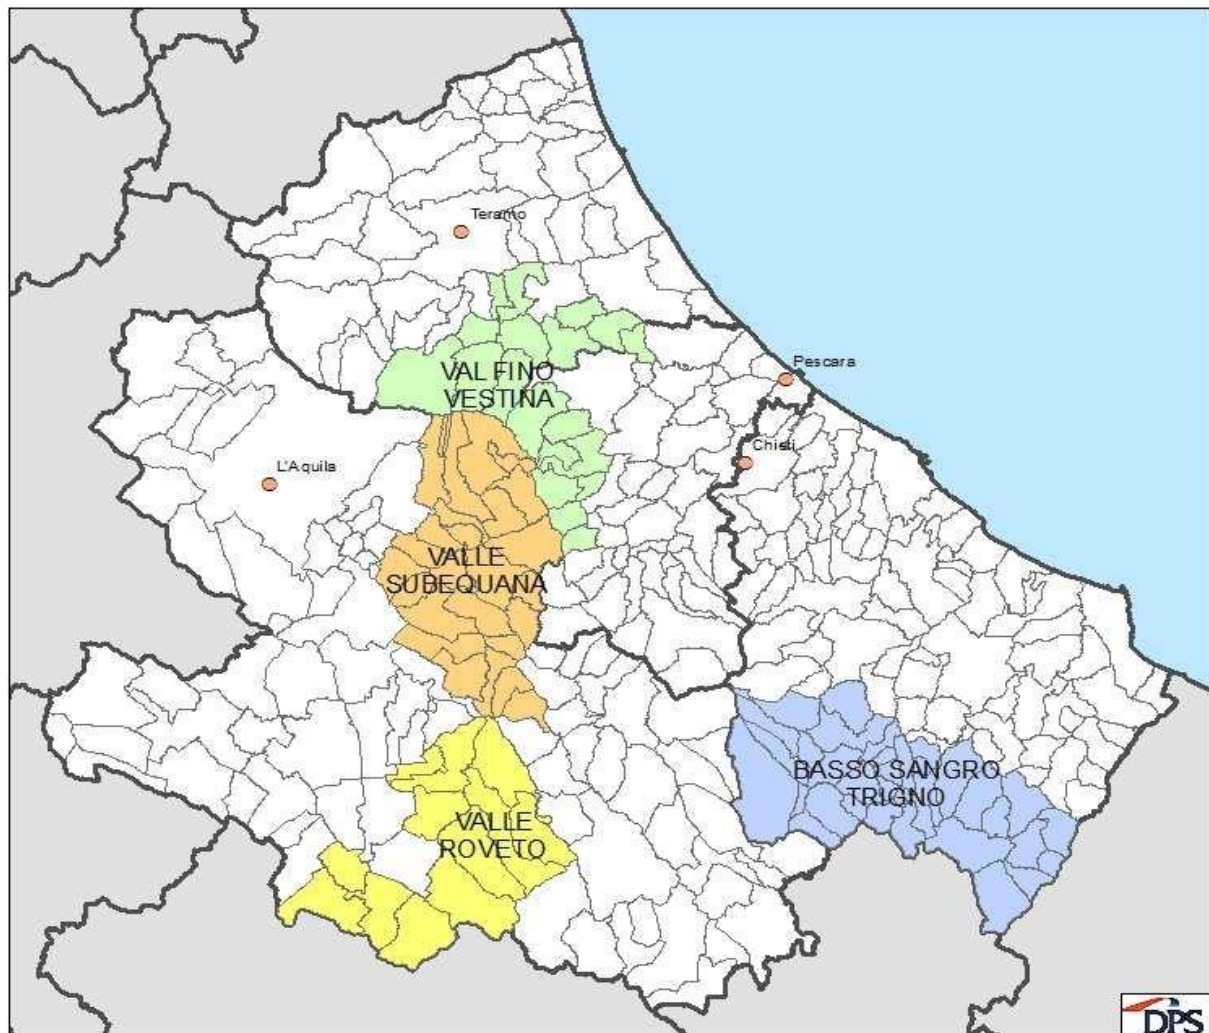 Teramo
VAL FINO
VESTINA
Pescara
Chieti
L'Aquila
VALLE
SUBEQUANA
BASSO SANGRO
TRIGNO
VALLE
ROVETO
DPS